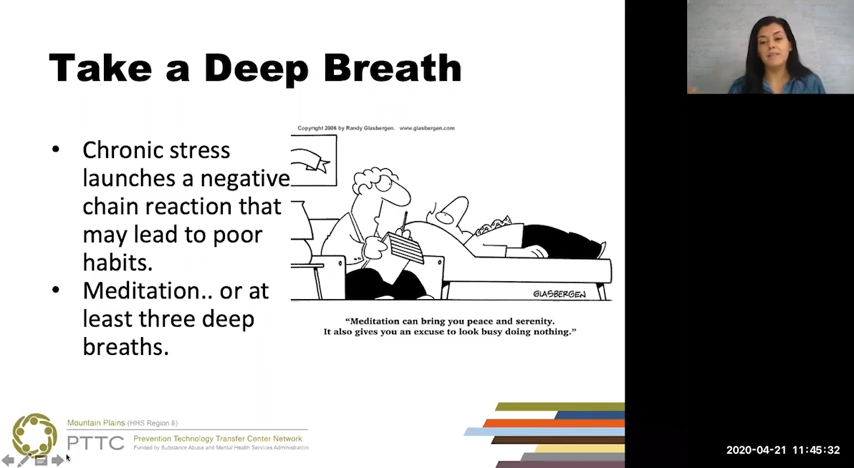 Take a Deep Breath
• Chronic stress
launches a negative
chain reaction that
may lead to poor
habits.
• Meditation.. or at
least three deep
breaths.
Copyright 2006 by Randy Glasbergen. www.glasbergen.com
GLASBERGEN
“Meditation can bring you peace and serenity.
It also gives you an excuse to look busy doing nothing.”
Mountain Plains (HHS Region 8)
PTTC
Prevention Technology Transfer Center Network
Funded by Substance Abuse and Mental Health Services Administration
2020-04-21 11:45:32